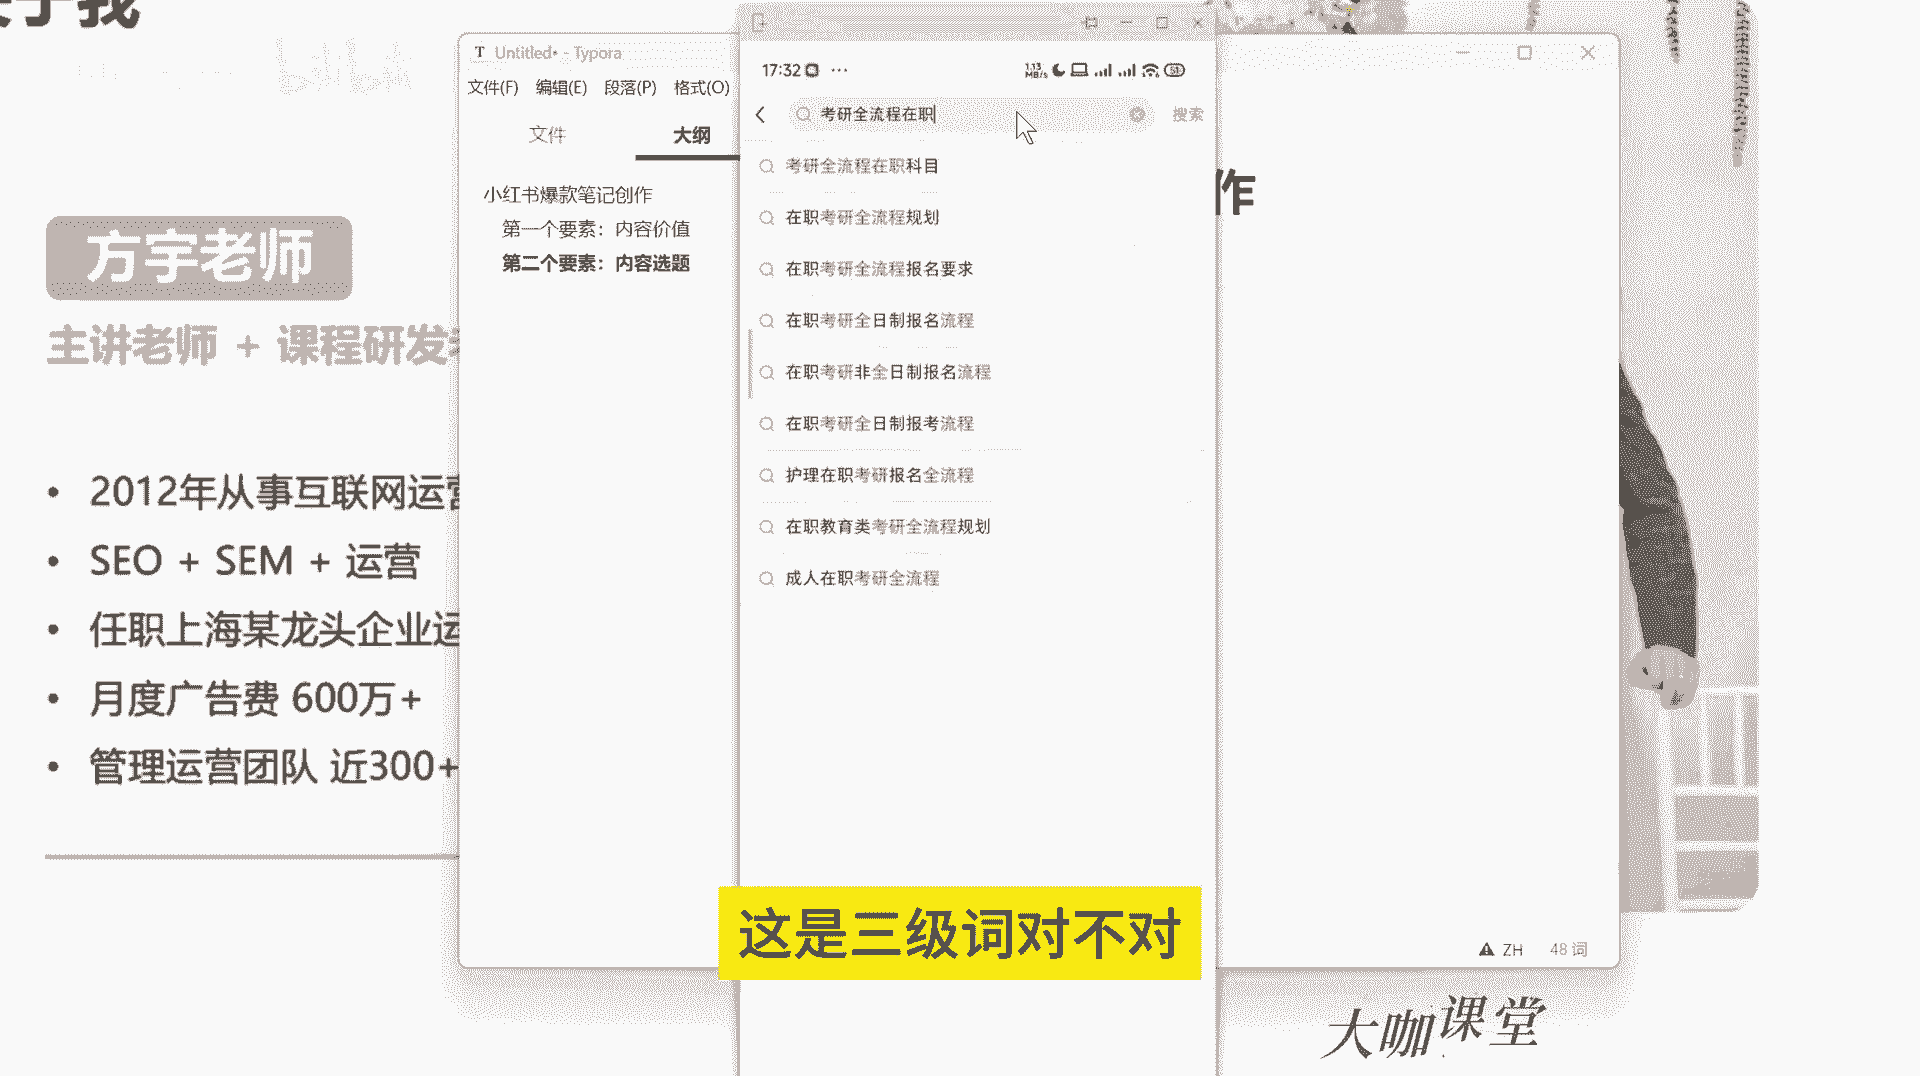 于我
bilibili
方宇老师
主讲老师 + 课程研发
2012年从事互联网运营
SEO + SEM + 运营
任职上海某龙头企业运
月度广告费 600万+
管理运营团队 近300+
Untitled• - Typora
文件(F) 编辑(E) 段落(P) 格式(O)
文件 大纲
小红书爆款笔记创作
第一个要素：内容价值
第二个要素：内容选题
17:32 ···
1.13 MB/s
考研全流程在职
搜索
考研全流程在职科目
在职考研全流程规划
在职考研全流程报名要求
在职考研全日制报名流程
在职考研非全日制报名流程
在职考研全日制报考流程
护理在职考研报名全流程
在职教育类考研全流程规划
成人在职考研全流程
作
这是三级词对不对
ZH 48 词
大咖课堂